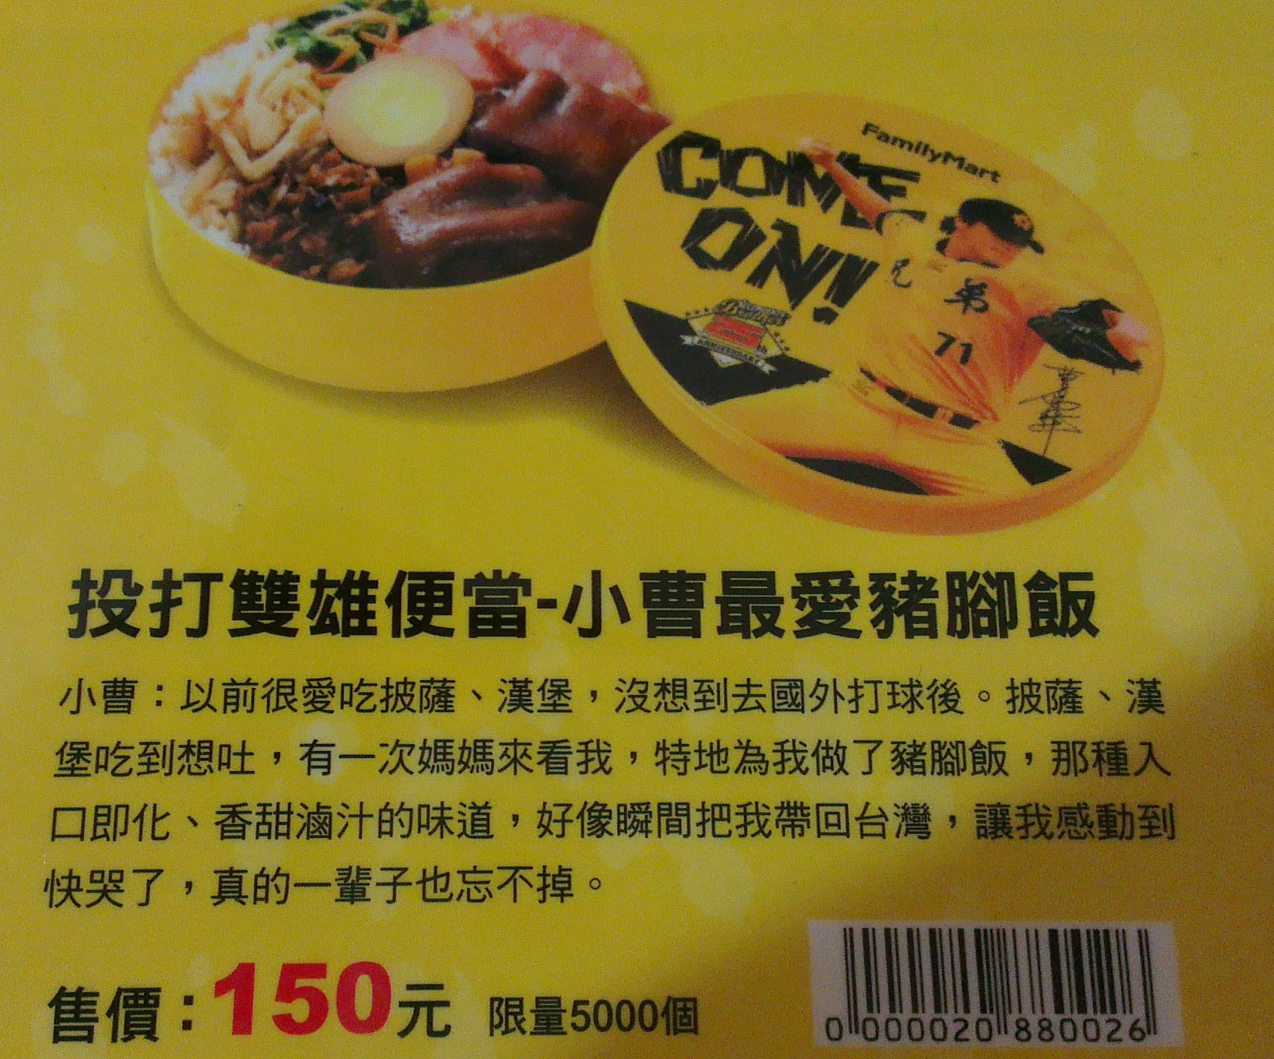 FamilyMart
COME
ON!
兄弟
71
25th
ANNIVERSARY
投打雙雄便當-小曹最愛豬腳飯
小曹：以前很愛吃披薩、漢堡，沒想到去國外打球後。披薩、漢
堡吃到想吐，有一次媽媽來看我，特地為我做了豬腳飯，那種入
口即化、香甜滷汁的味道，好像瞬間把我帶回台灣，讓我感動到
快哭了，真的一輩子也忘不掉。
售價：150元 限量5000個
0 000020 880026